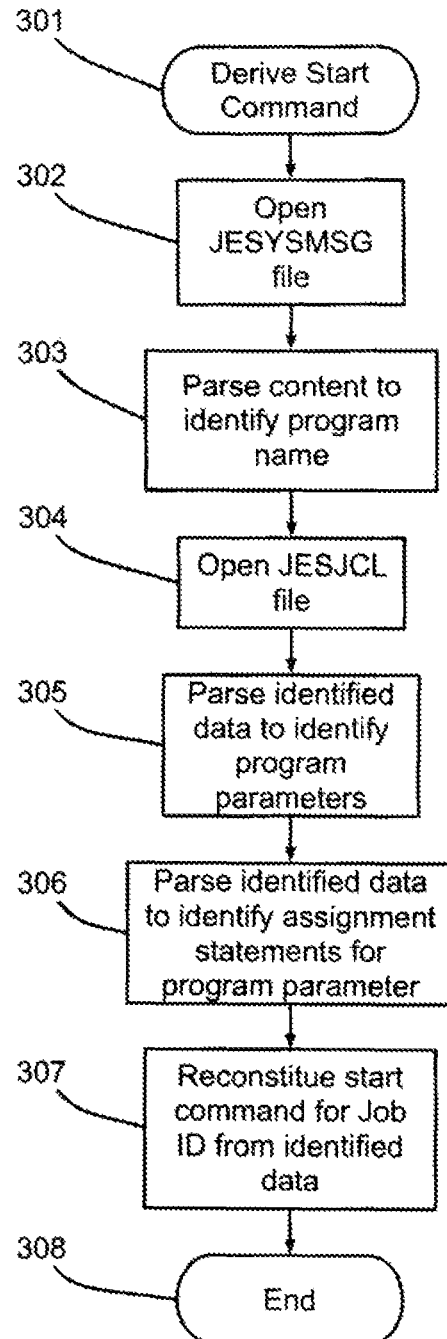 301
Derive Start
Command
302
Open
JESYSMSG
file
303
Parse content to
identify program
name
304
Open JESJCL
file
305
Parse identified
data to identify
program
parameters
306
Parse identified data
to identify assignment
statements for
program parameter
307
Reconstitue start
command for Job
ID from identified
data
308
End